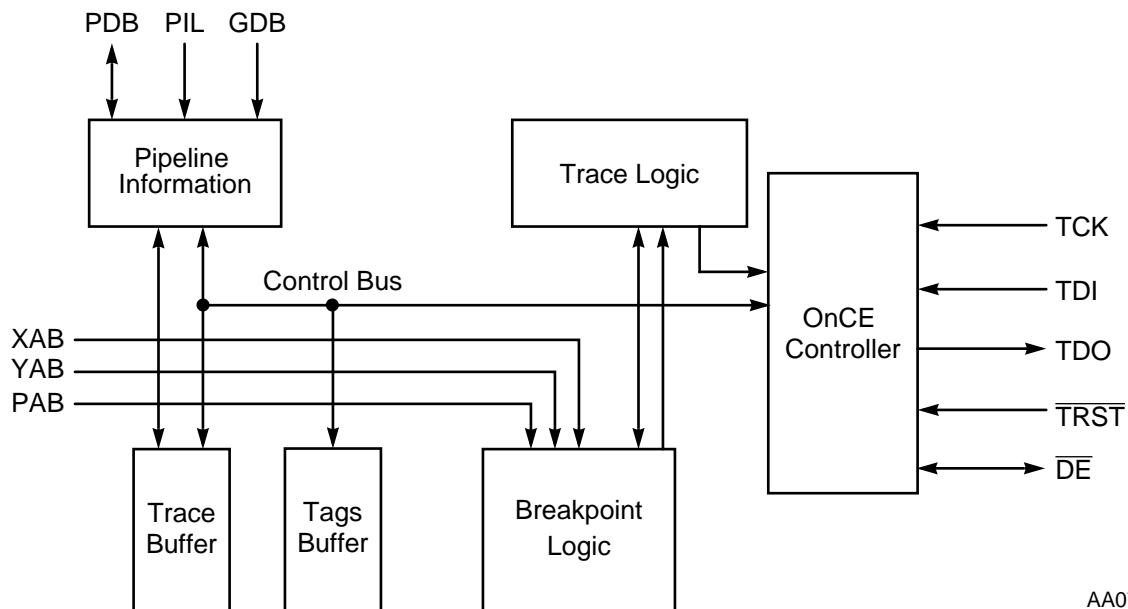 PDB PIL GDB
Pipeline
Information
Trace Logic
TCK
Control Bus
TDI
OnCE
Controller
XAB
TDO
YAB
PAB
TRST
DE
Trace
Buffer
Tags
Buffer
Breakpoint
Logic
AA0